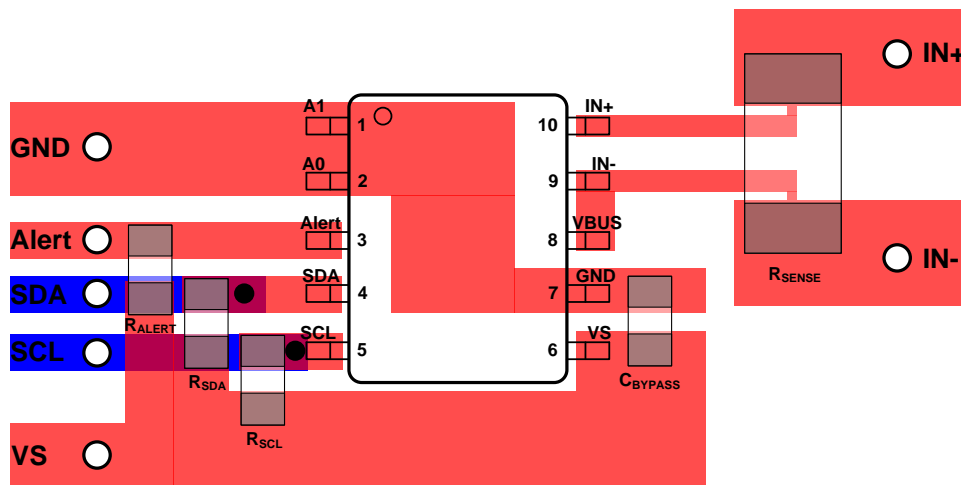 IN+
A1
IN+
1
10
GND
A0
IN-
2
9
Alert
Alert
VBUS
3
8
IN-
SDA
SDA
GND
RSENSE
4
7
RALERT
SCL
SCL
VS
5
6
RSDA
CBYPASS
RSCL
VS